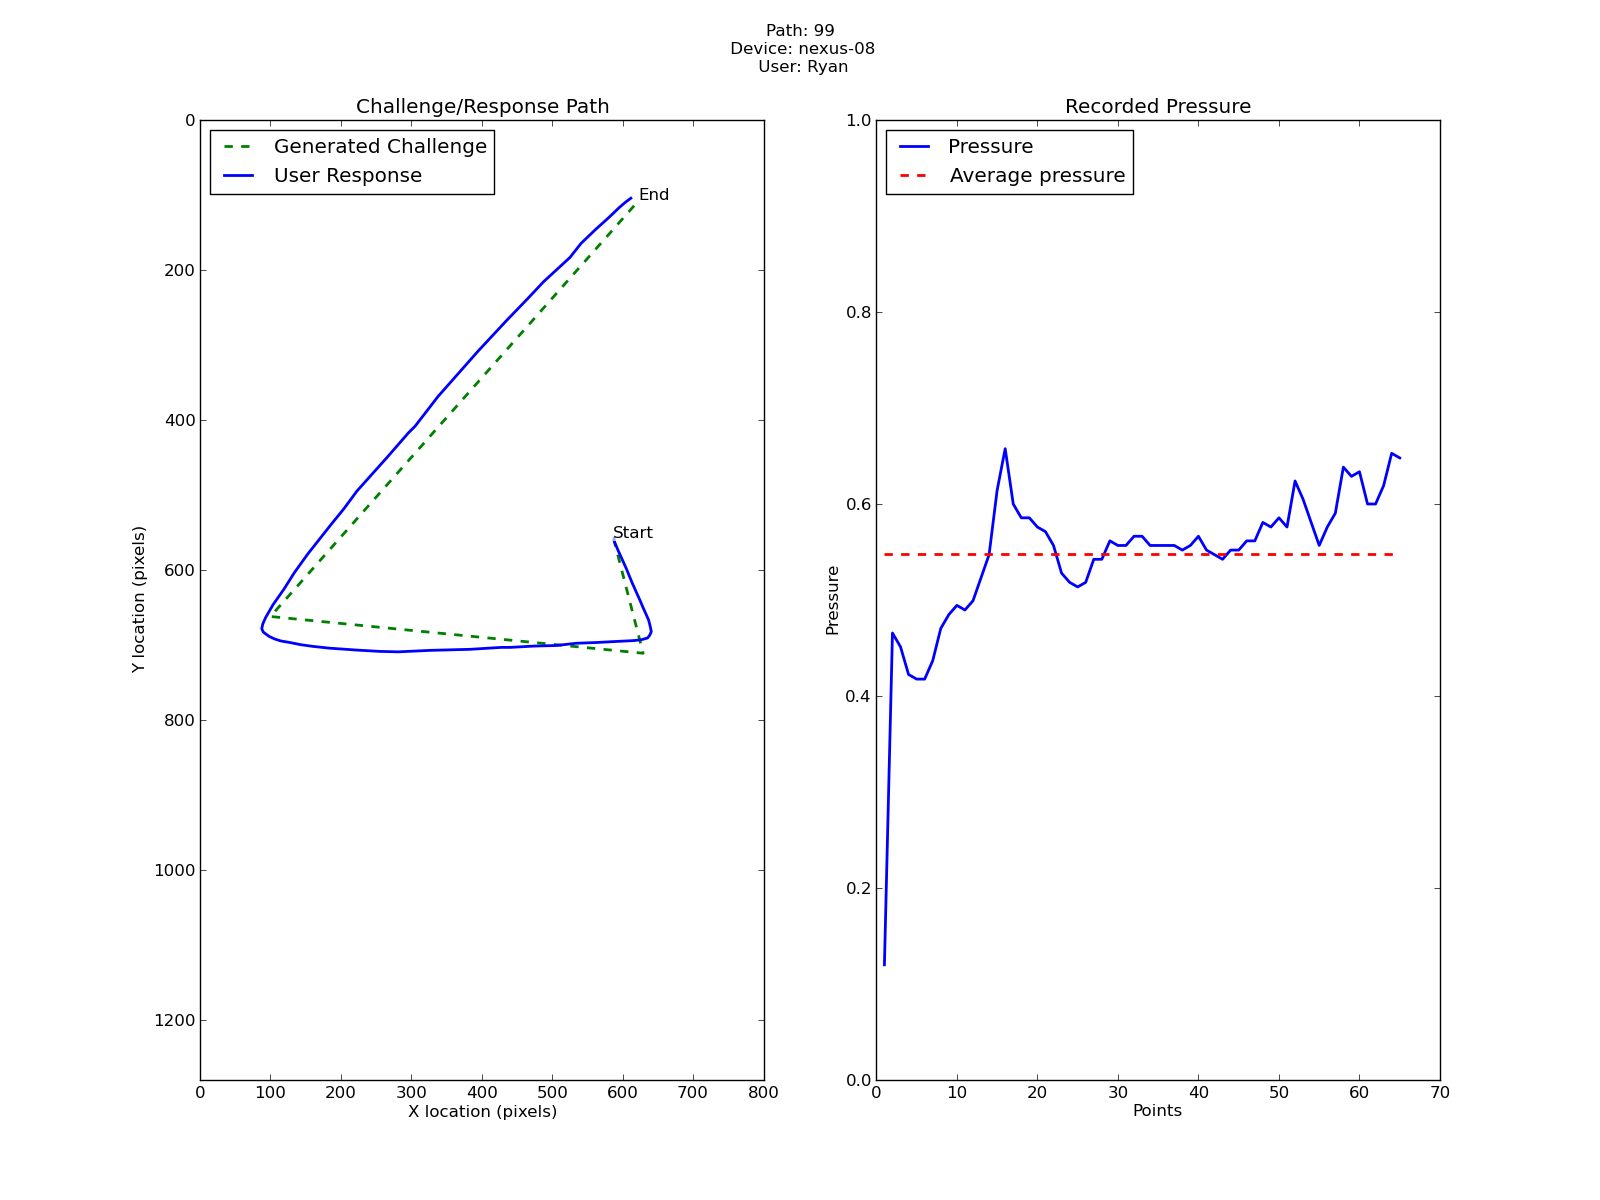 Path: 99
Device: nexus-08
User: Ryan
Challenge/Response Path
Generated Challenge
User Response
End
Start
0
200
400
600
800
1000
1200
Y location (pixels)
0 100 200 300 400 500 600 700 800
X location (pixels)
Recorded Pressure
Pressure
Average pressure
1.0
0.8
0.6
0.4
0.2
0.0
Pressure
0 10 20 30 40 50 60 70
Points